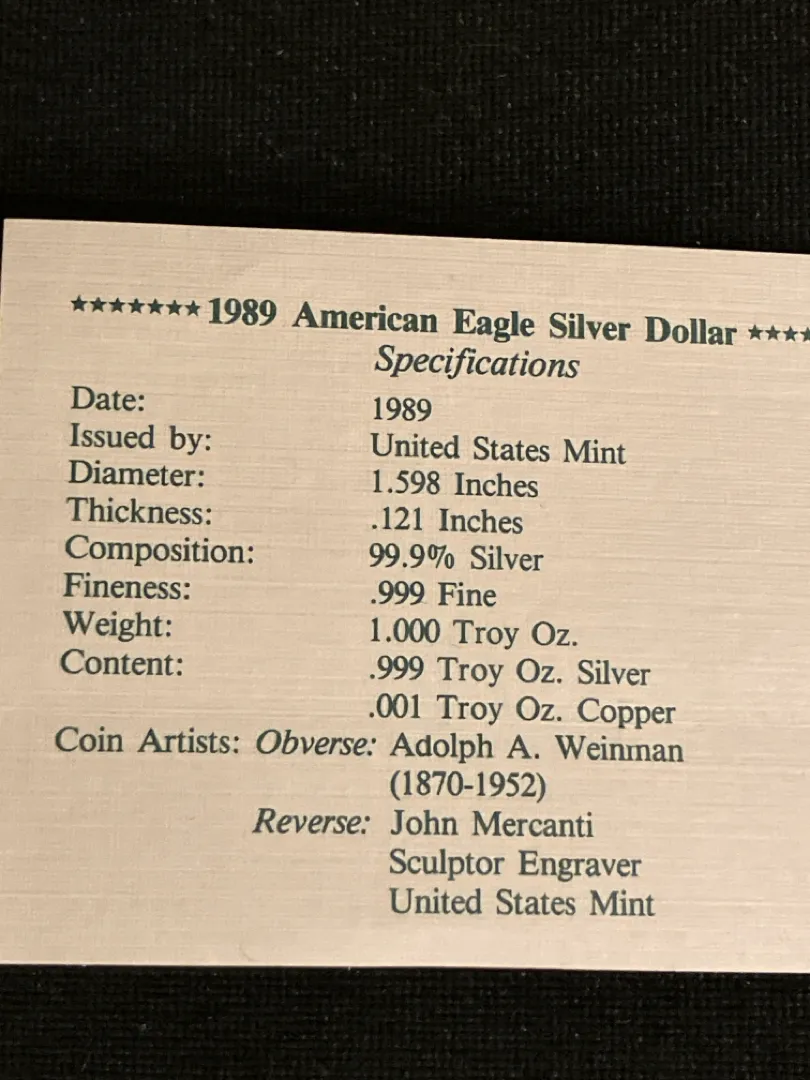 ★★★★★★★ 1989 American Eagle Silver Dollar ★★★★
Specifications
Date: 1989
Issued by: United States Mint
Diameter: 1.598 Inches
Thickness: .121 Inches
Composition: 99.9% Silver
Fineness: .999 Fine
Weight: 1.000 Troy Oz.
Content: .999 Troy Oz. Silver
.001 Troy Oz. Copper
Coin Artists: Obverse: Adolph A. Weinman
(1870-1952)
Reverse: John Mercanti
Sculptor Engraver
United States Mint